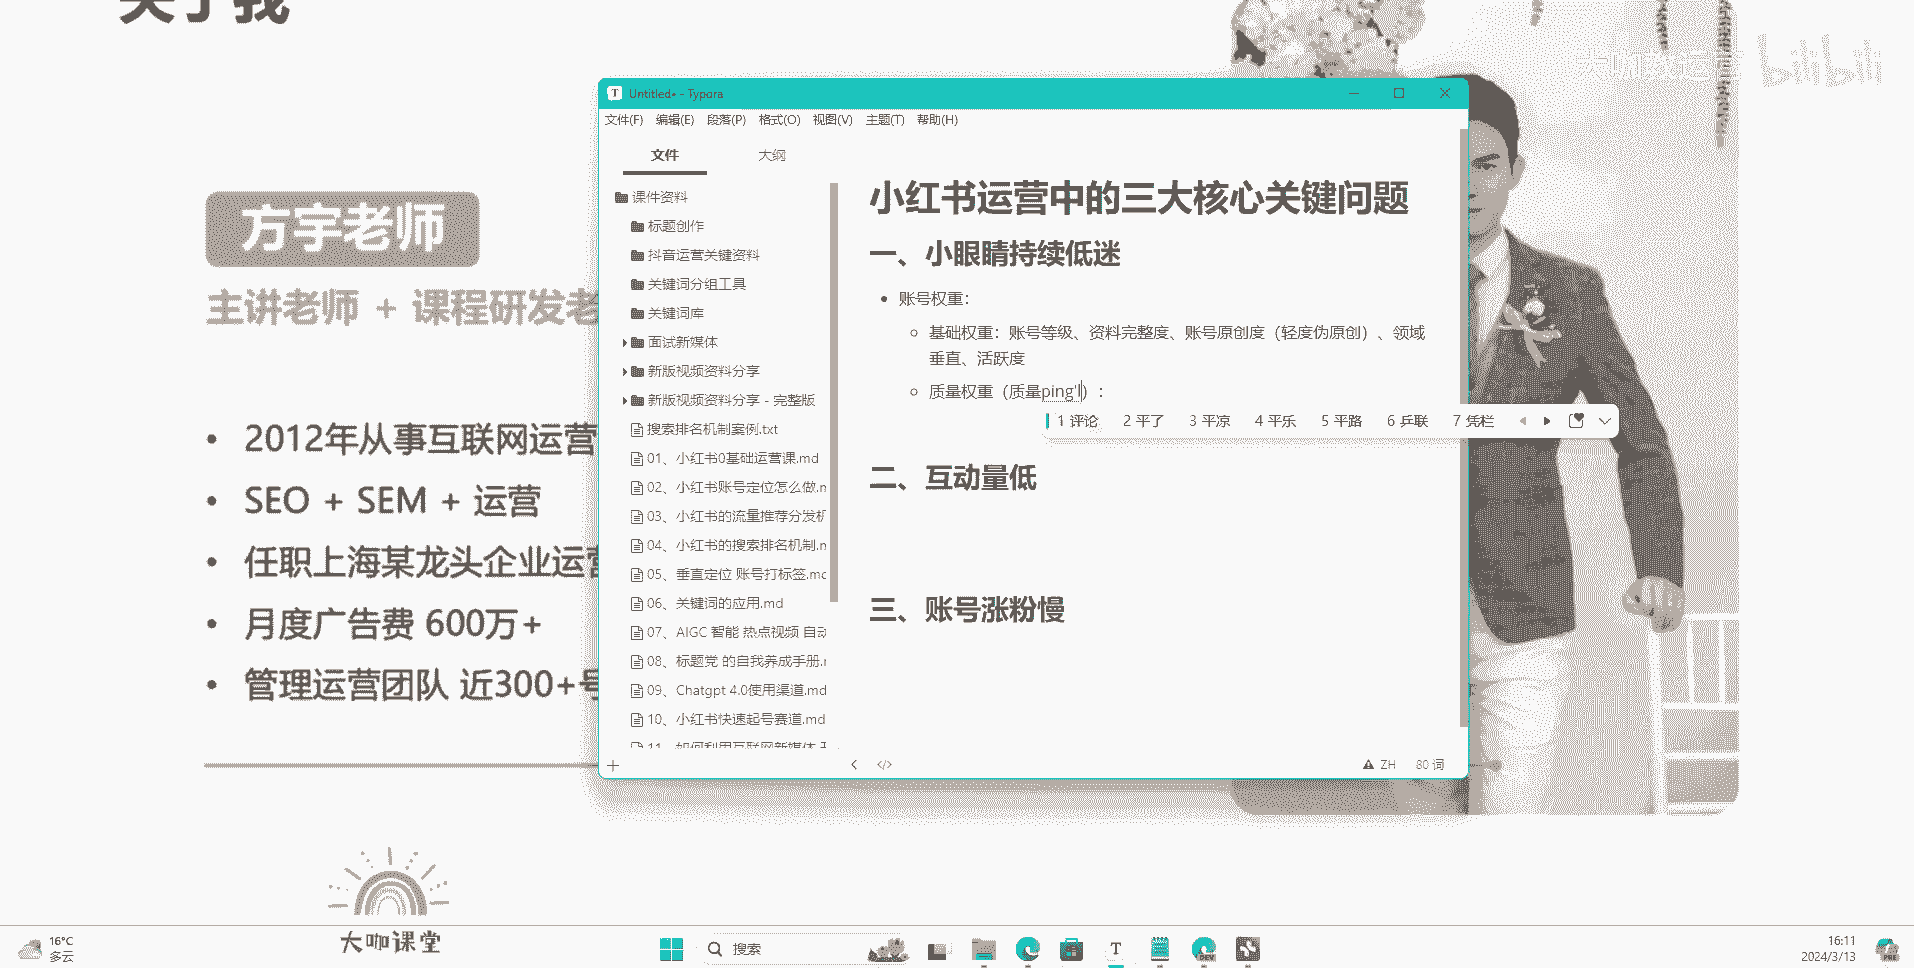 关于我
大咖教运营 bilibili
方宇老师
主讲老师 + 课程研发老
• 2012年从事互联网运营
• SEO + SEM + 运营
• 任职上海某龙头企业运营
• 月度广告费 600万+
• 管理运营团队 近300+号
大咖课堂
Untitled• - Typora
文件(F) 编辑(E) 段落(P) 格式(O) 视图(V) 主题(T) 帮助(H)
文件 大纲
课件资料
标题创作
抖音运营关键资料
关键词分组工具
关键词库
面试新媒体
新版视频资料分享
新版视频资料分享 - 完整版
搜索排名机制案例.txt
01、小红书0基础运营课.md
02、小红书账号定位怎么做.m
03、小红书的流量推荐分发机
04、小红书的搜索排名机制.m
05、垂直定位 账号打标签.md
06、关键词的应用.md
07、AIGC 智能 热点视频 自动
08、标题党 的自我养成手册.m
09、Chatgpt 4.0使用渠道.md
10、小红书快速起号赛道.md
11、如何利用互联网新媒体
小红书运营中的三大核心关键问题
一、小眼睛持续低迷
• 账号权重：
基础权重：账号等级、资料完整度、账号原创度（轻度伪原创）、领域
垂直、活跃度
质量权重（质量ping'l）：
1 评论 2 平了 3 平凉 4 平乐 5 平路 6 乒联 7 凭栏
二、互动量低
三、账号涨粉慢
ZH 80 词
16°C
多云
搜索
16:11
2024/3/13